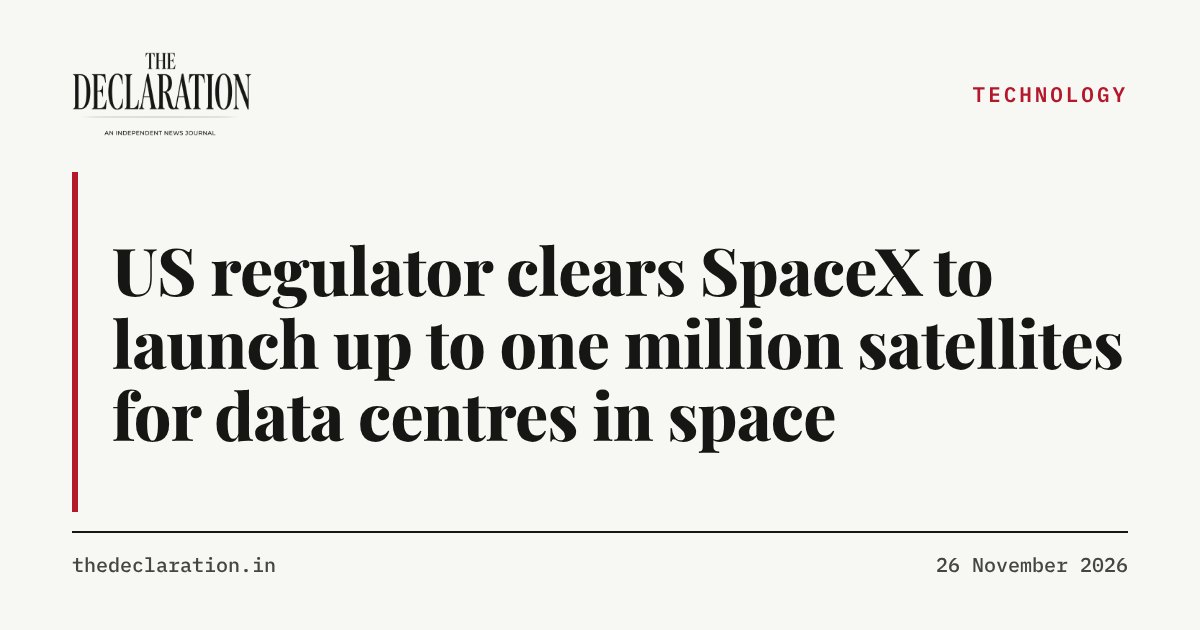 THE
DECLARATION
AN INDEPENDENT NEWS JOURNAL
TECHNOLOGY
US regulator clears SpaceX to
launch up to one million satellites
for data centres in space
thedeclaration.in
26 November 2026